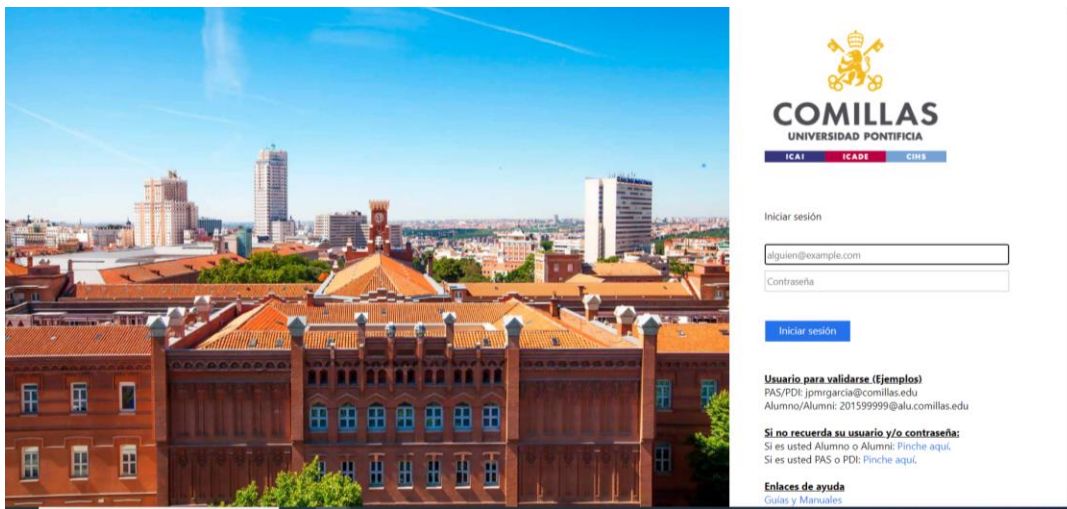 COMILLAS
UNIVERSIDAD PONTIFICIA
ICAI ICADE CIHS
Iniciar sesión
alguien@example.com
Contraseña
Iniciar sesión
Usuario para validarse (Ejemplos)
PAS/PDI: jpmrgarcia@comillas.edu
Alumno/Alumni: 201599999@alu.comillas.edu
Si no recuerda su usuario y/o contraseña:
Si es usted Alumno o Alumni: Pinche aquí.
Si es usted PAS o PDI: Pinche aquí.
Enlaces de ayuda
Guías y Manuales